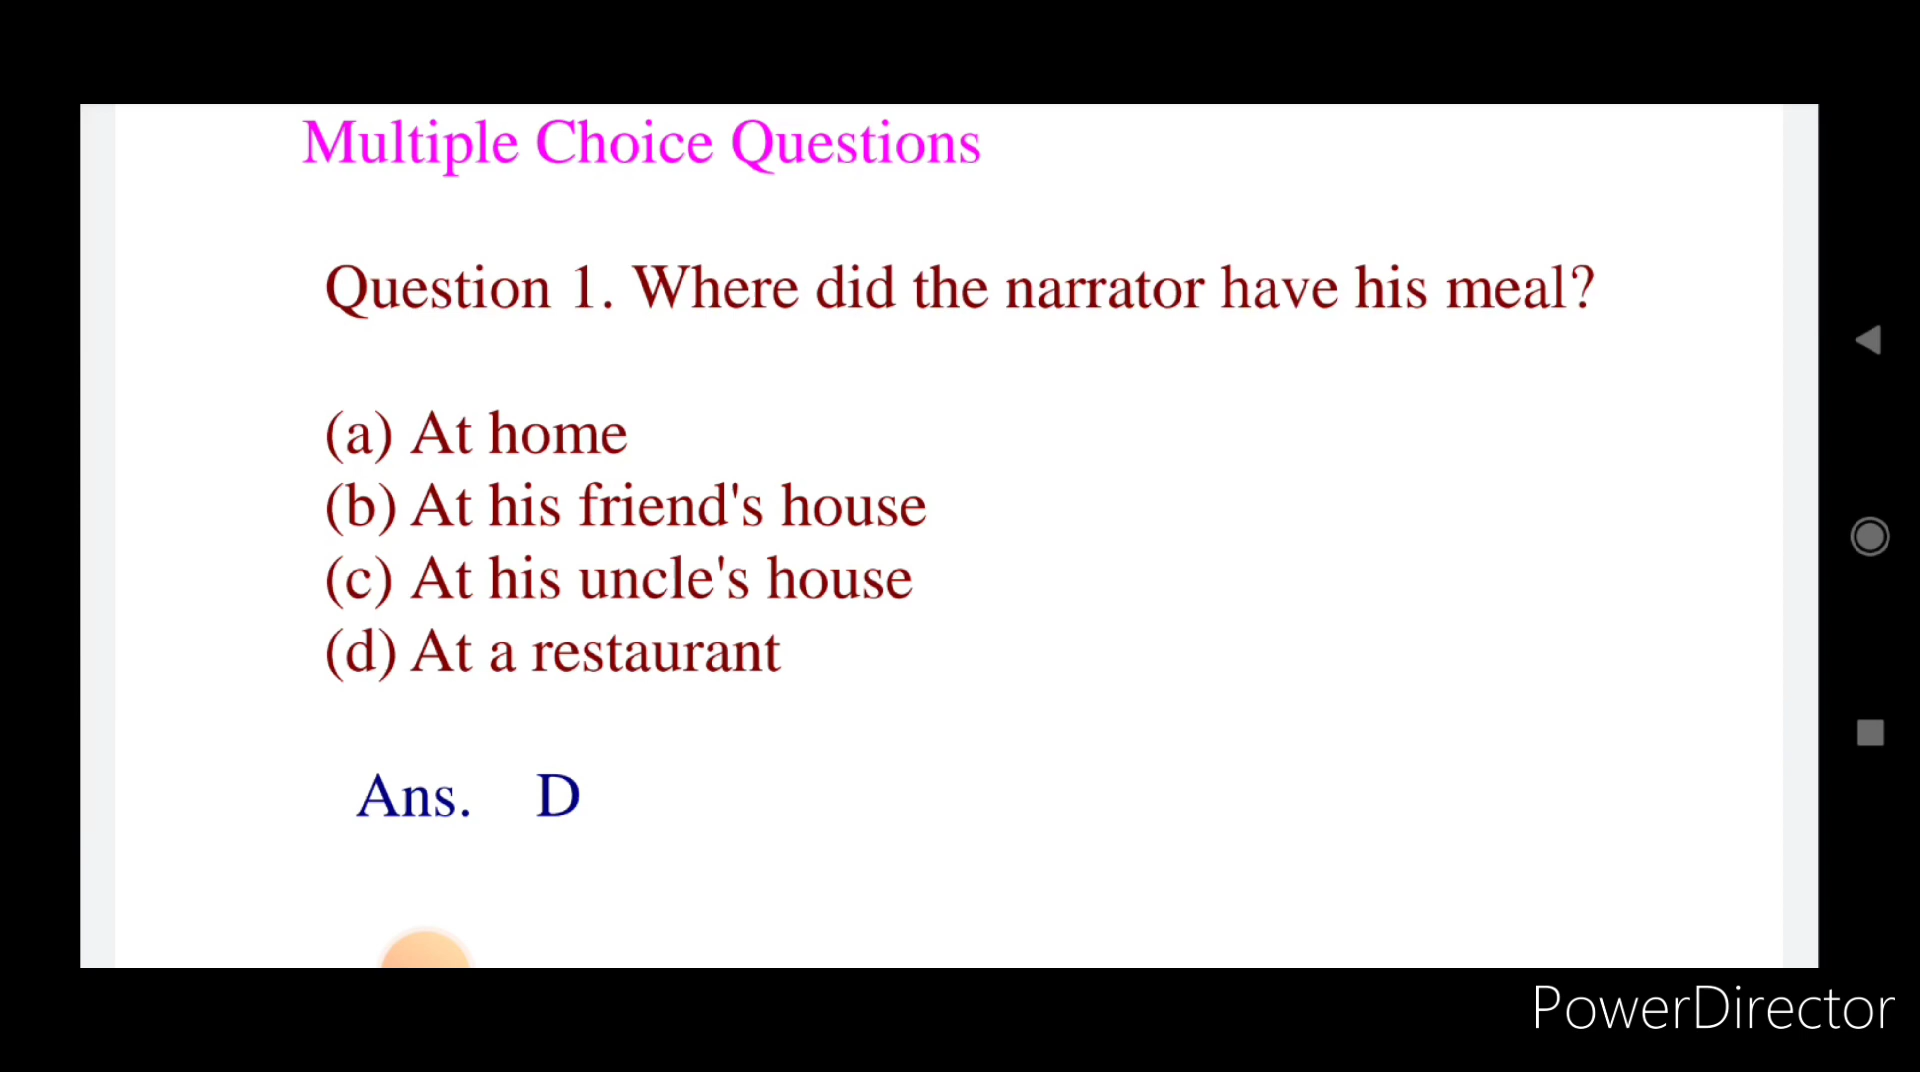 Multiple Choice Questions
Question 1. Where did the narrator have his meal?
(a) At home
(b) At his friend's house
(c) At his uncle's house
(d) At a restaurant
Ans. D
PowerDirector